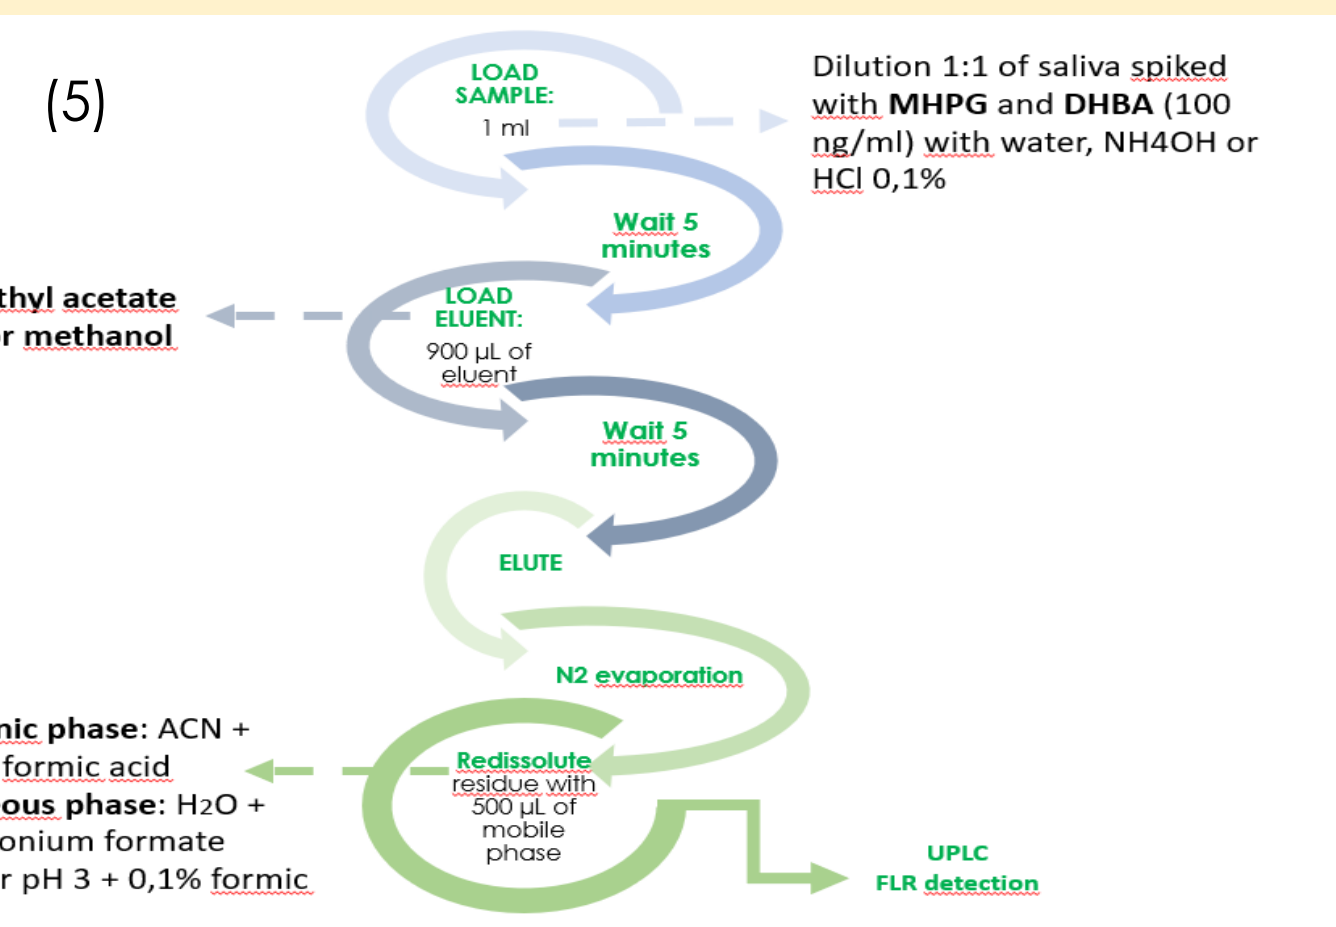 (5)
LOAD
SAMPLE:
1 ml
Dilution 1:1 of saliva spiked
with MHPG and DHBA (100
ng/ml) with water, NH4OH or
HCl 0,1%
Wait 5
minutes
thyl acetate
r methanol
LOAD
ELUENT:
900 µL of
eluent
Wait 5
minutes
ELUTE
N2 evaporation
nic phase: ACN +
formic acid
ous phase: H2O +
onium formate
r pH 3 + 0,1% formic
Redissolute
residue with
500 µL of
mobile
phase
UPLC
FLR detection